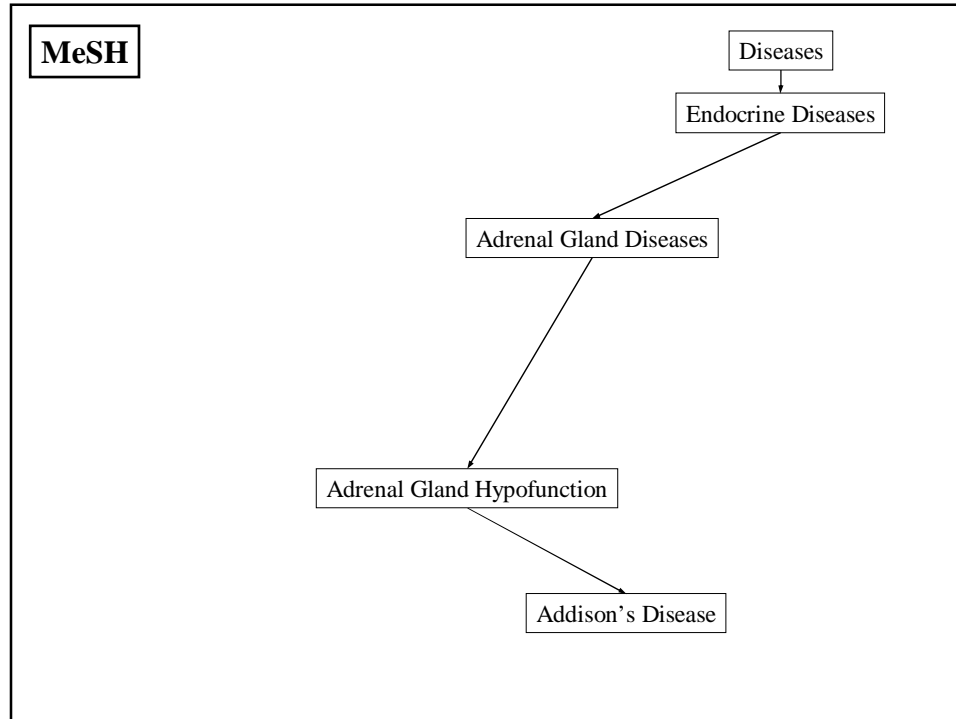 MeSH
Diseases
Endocrine Diseases
Adrenal Gland Diseases
Adrenal Gland Hypofunction
Addison’s Disease